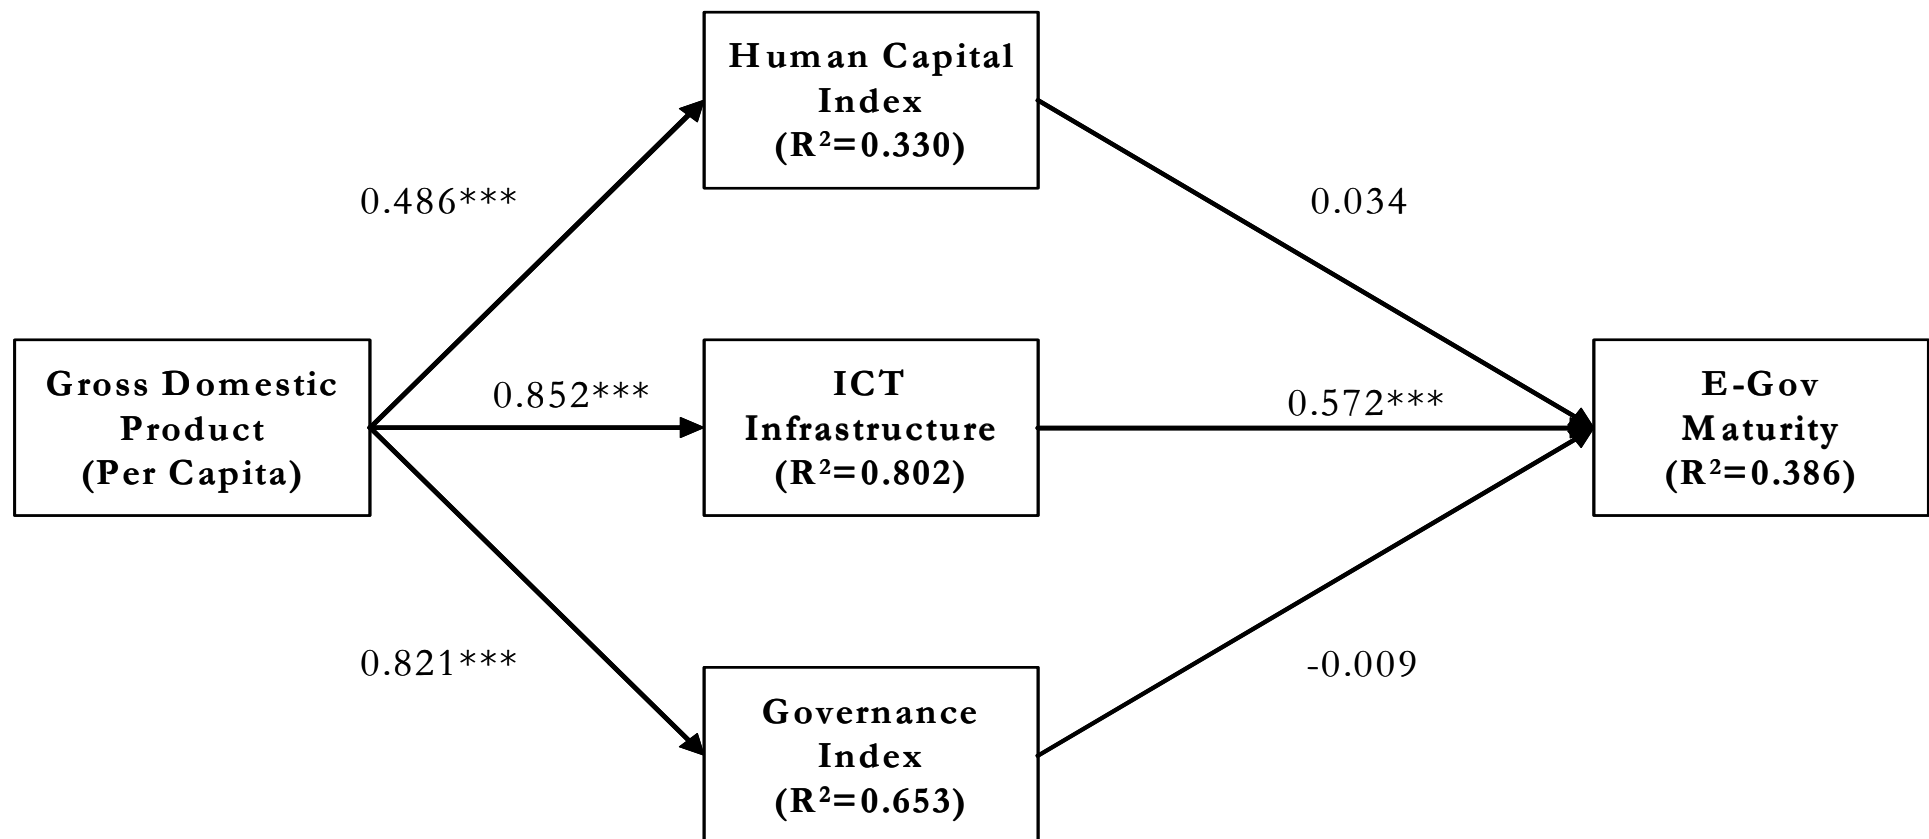 Human Capital
Index
(R²=0.330)
0.486***
0.034
Gross Domestic
Product
(Per Capita)
0.852***
ICT
Infrastructure
(R²=0.802)
0.572***
E-Gov
Maturity
(R²=0.386)
0.821***
-0.009
Governance
Index
(R²=0.653)